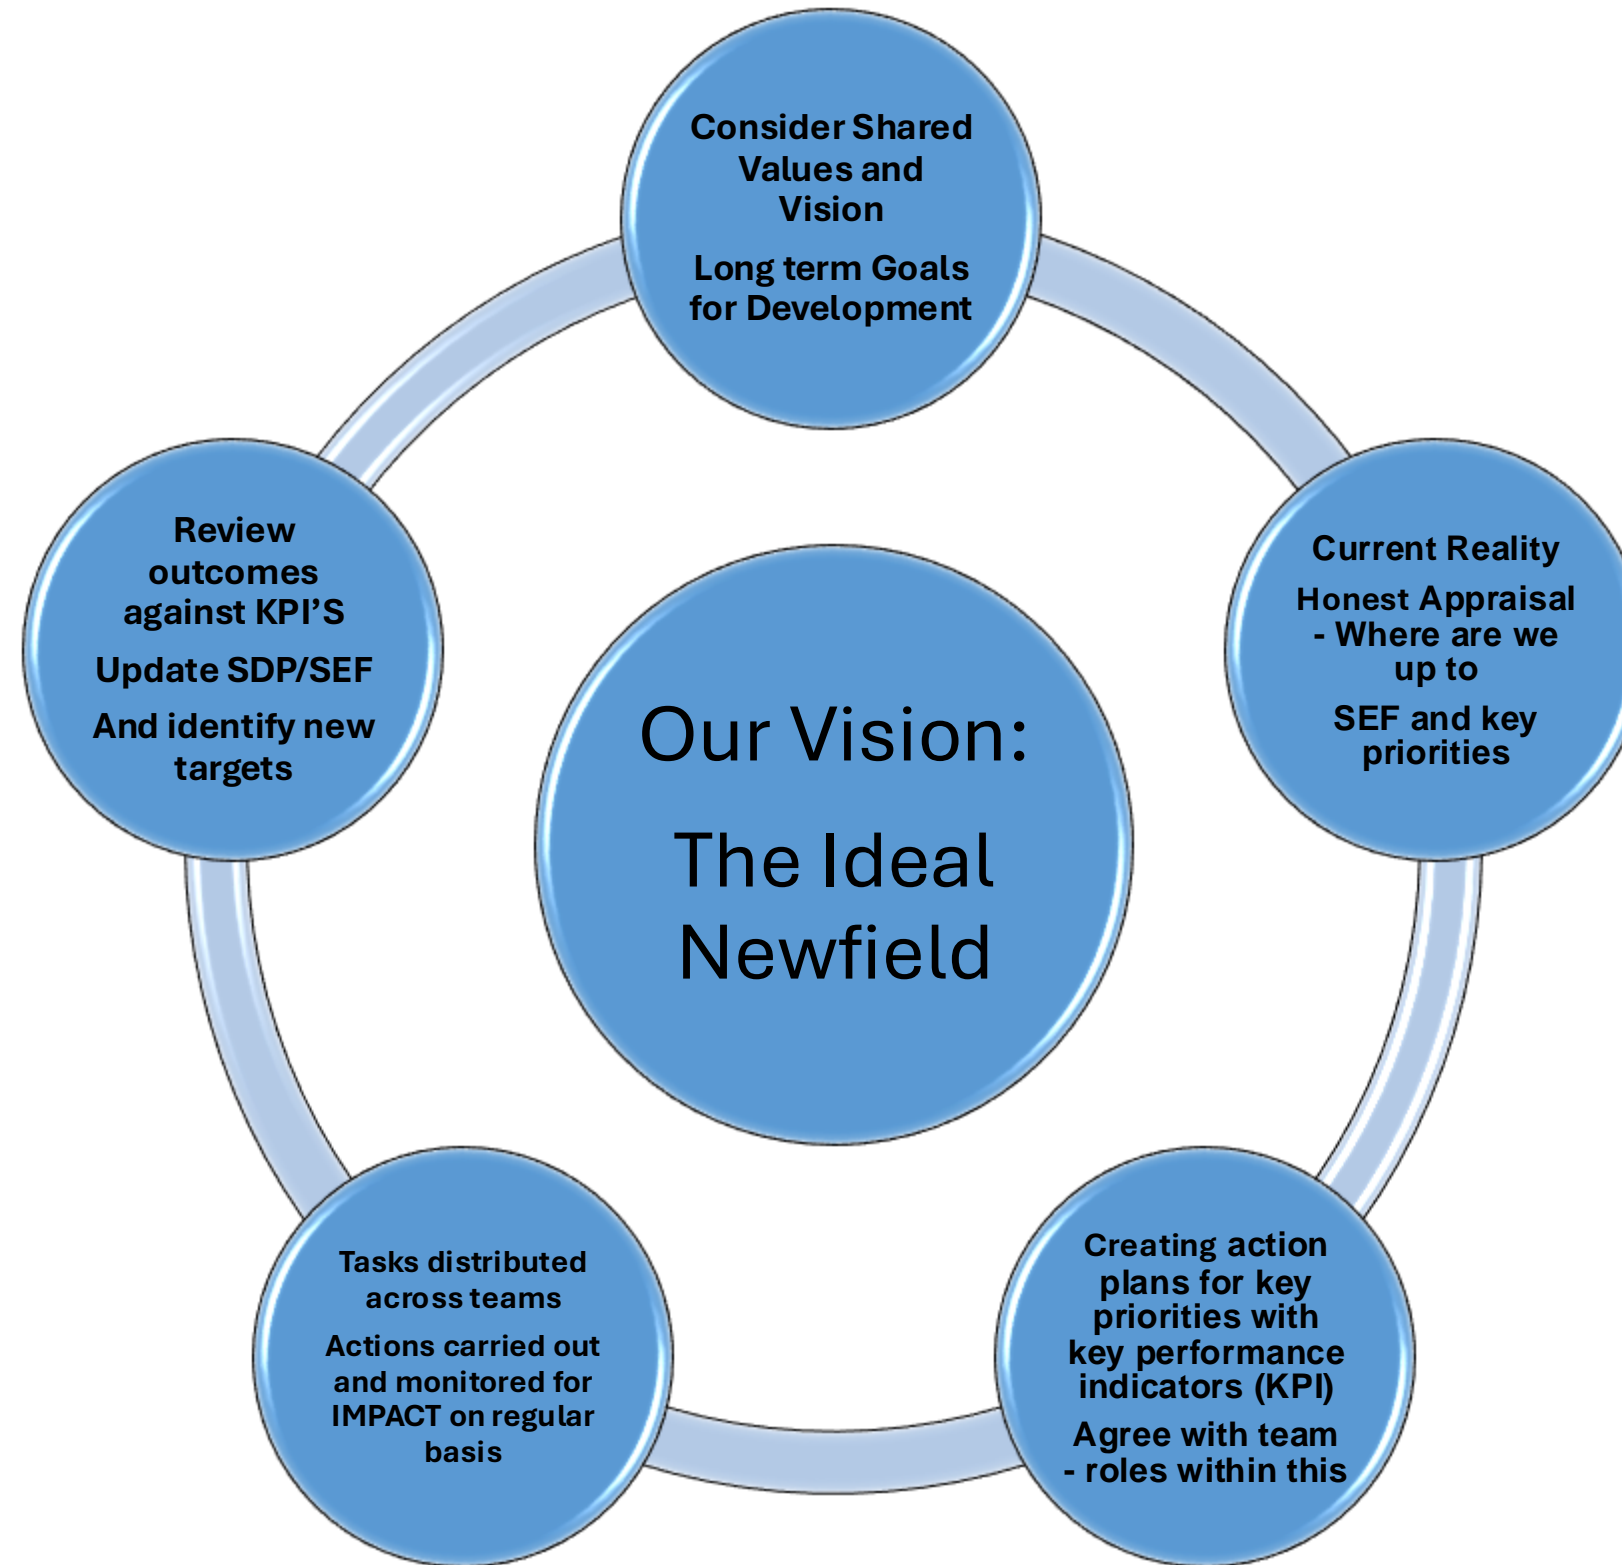 Consider Shared
Values and
Vision
Long term Goals
for Development
Current Reality
Honest Appraisal
- Where are we
up to
SEF and key
priorities
Creating action
plans for key
priorities with
key performance
indicators (KPI)
Agree with team
- roles within this
Tasks distributed
across teams
Actions carried out
and monitored for
IMPACT on regular
basis
Review
outcomes
against KPI’S
Update SDP/SEF
And identify new
targets
Our Vision:
The Ideal
Newfield